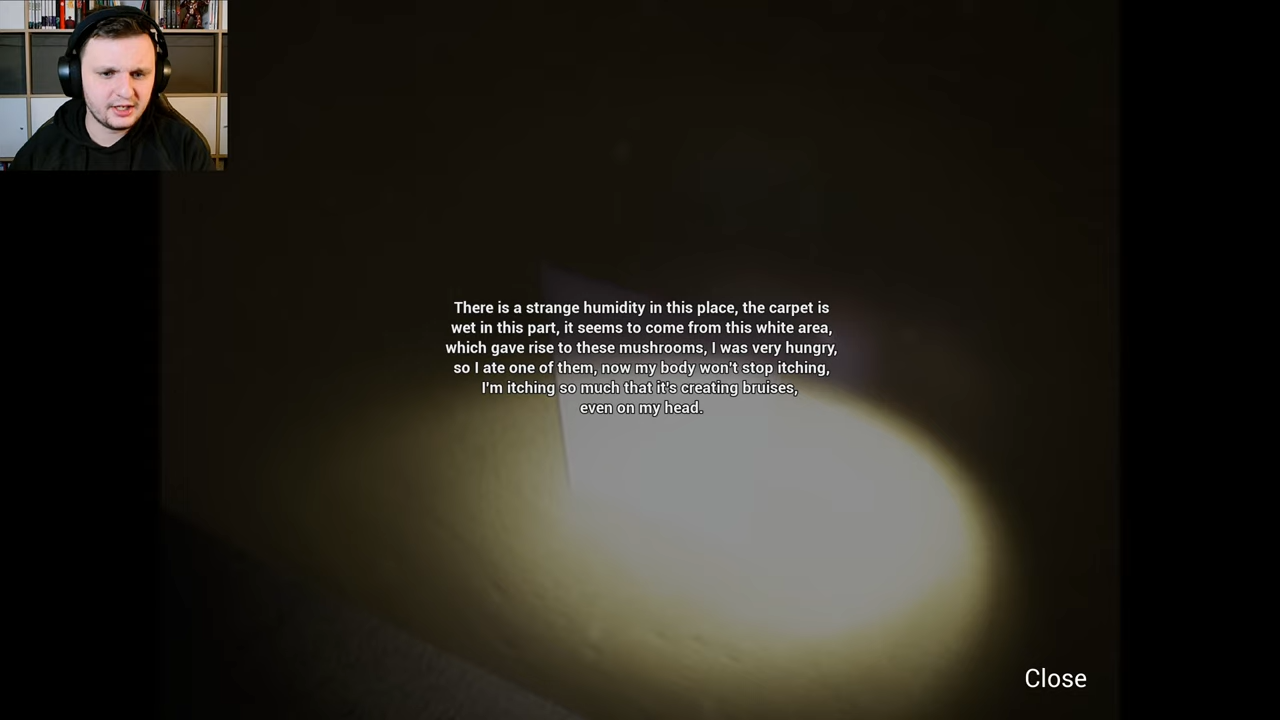 There is a strange humidity in this place, the carpet is
wet in this part, it seems to come from this white area,
which gave rise to these mushrooms, I was very hungry,
so I ate one of them, now my body won't stop itching,
I'm itching so much that it's creating bruises,
even on my head.
Close